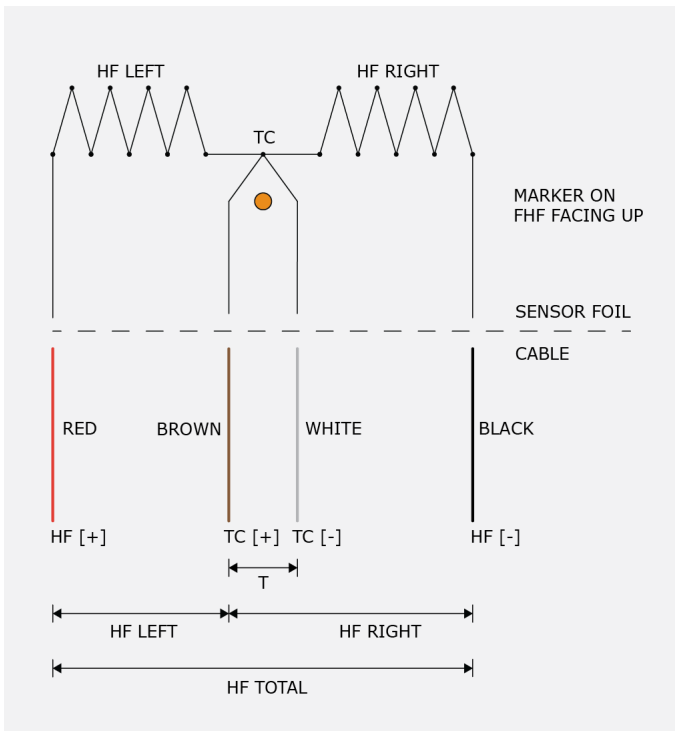 HF LEFT
HF RIGHT
TC
MARKER ON
FHF FACING UP
SENSOR FOIL
CABLE
RED
BROWN
WHITE
BLACK
HF [+]
TC [+]
TC [-]
HF [-]
T
HF LEFT
HF RIGHT
HF TOTAL